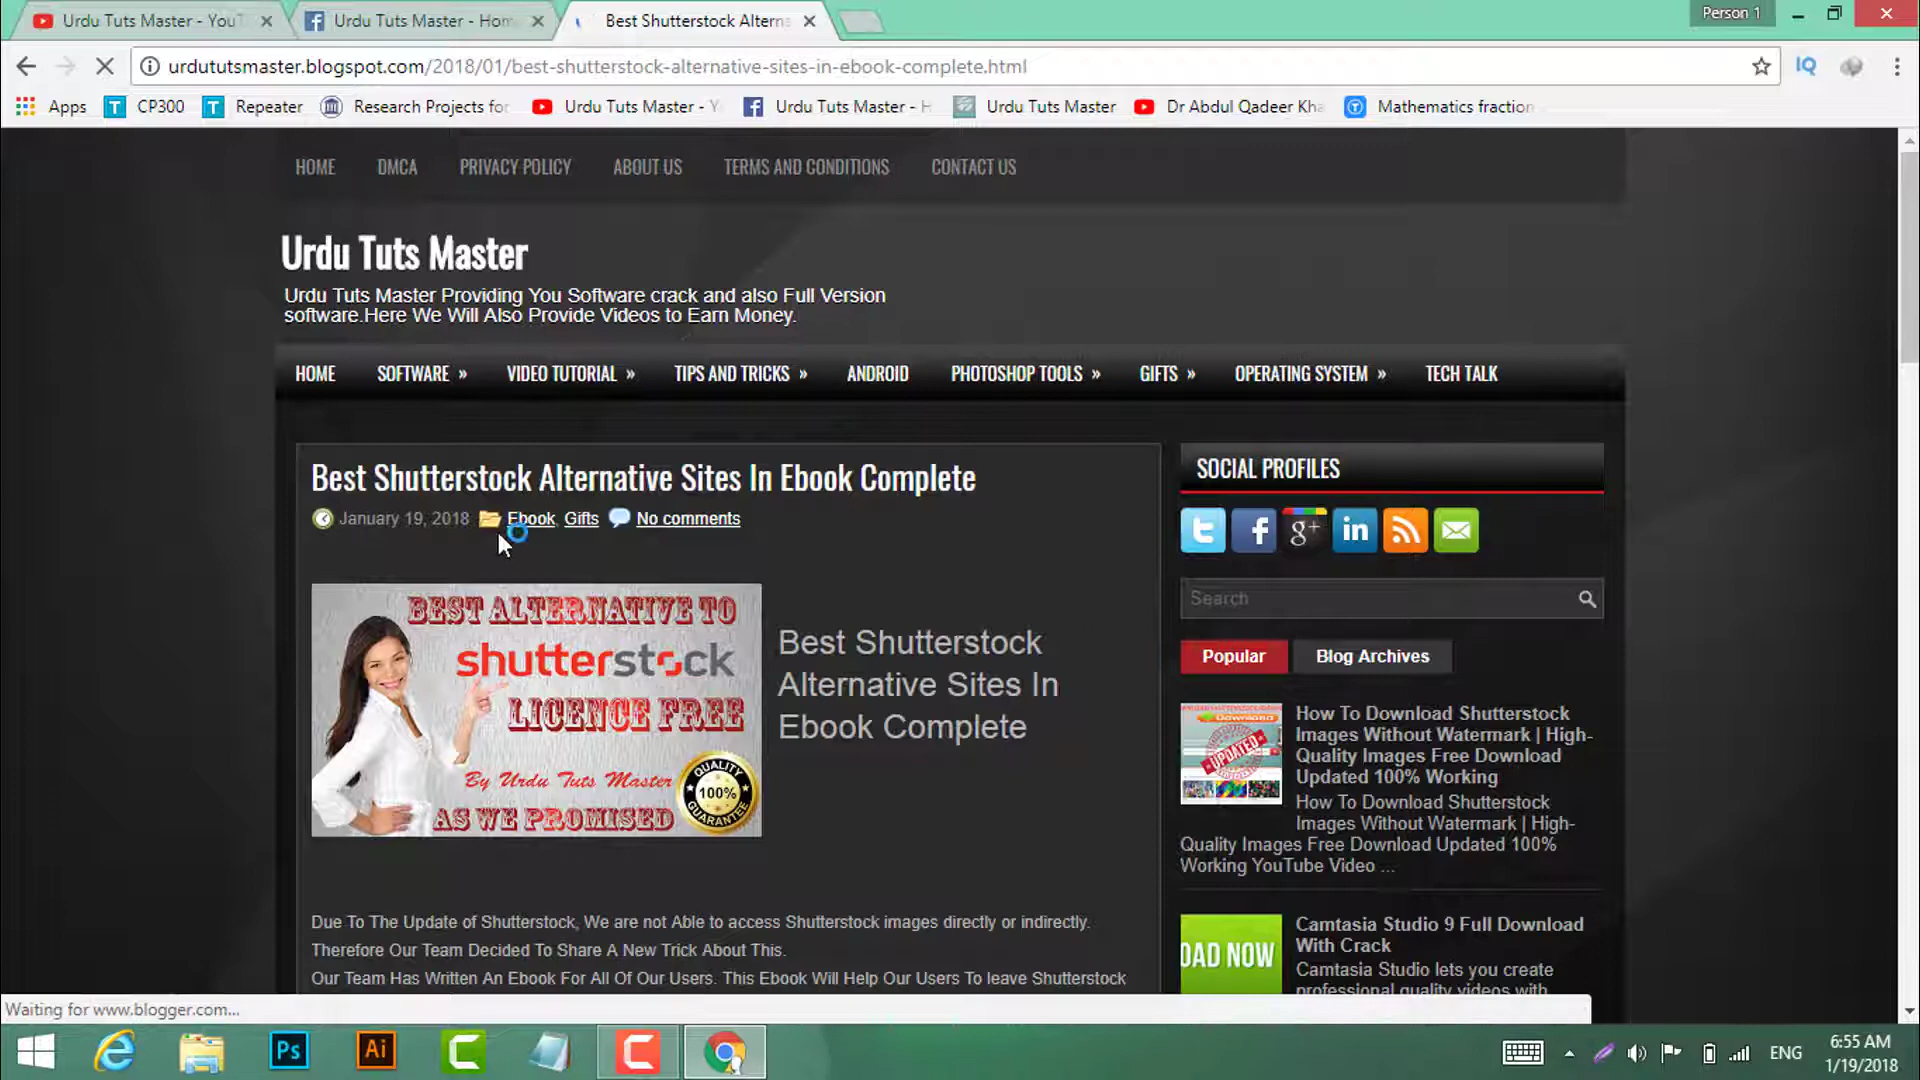 Urdu Tuts Master - YouT
Urdu Tuts Master - Hom
Best Shutterstock Altern
Person 1
urdututsmaster.blogspot.com/2018/01/best-shutterstock-alternative-sites-in-ebook-complete.html
IQ
Apps
T CP300
T Repeater
Research Projects for
Urdu Tuts Master - Y
Urdu Tuts Master - H
Urdu Tuts Master
Dr Abdul Qadeer Kha
Mathematics fraction
HOME DMCA PRIVACY POLICY ABOUT US TERMS AND CONDITIONS CONTACT US
Urdu Tuts Master
Urdu Tuts Master Providing You Software crack and also Full Version
software.Here We Will Also Provide Videos to Earn Money.
HOME SOFTWARE » VIDEO TUTORIAL » TIPS AND TRICKS » ANDROID PHOTOSHOP TOOLS » GIFTS » OPERATING SYSTEM » TECH TALK
Best Shutterstock Alternative Sites In Ebook Complete
January 19, 2018 Ebook, Gifts No comments
BEST ALTERNATIVE TO
shutterstock
LICENCE FREE
By Urdu Tuts Master
AS WE PROMISED
QUALITY
100%
GUARANTEE
Best Shutterstock
Alternative Sites In
Ebook Complete
Due To The Update of Shutterstock, We are not Able to access Shutterstock images directly or indirectly.
Therefore Our Team Decided To Share A New Trick About This.
Our Team Has Written An Ebook For All Of Our Users. This Ebook Will Help Our Users To leave Shutterstock
SOCIAL PROFILES
g+
in
Search
Popular Blog Archives
Download
UPDATED
How To Download Shutterstock
Images Without Watermark | High-
Quality Images Free Download
Updated 100% Working
How To Download Shutterstock
Images Without Watermark | High-
Quality Images Free Download Updated 100%
Working YouTube Video ...
OAD NOW
Camtasia Studio 9 Full Download
With Crack
Camtasia Studio lets you create
professional quality videos with
Waiting for www.blogger.com...
Ps
Ai
ENG
6:55 AM
1/19/2018